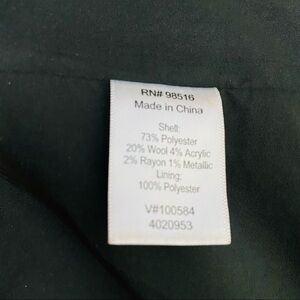 RN# 98516
Made in China
Shell:
73% Polyester
20% Wool 4% Acrylic
2% Rayon 1% Metallic
Lining:
100% Polyester
V#100584
4020953